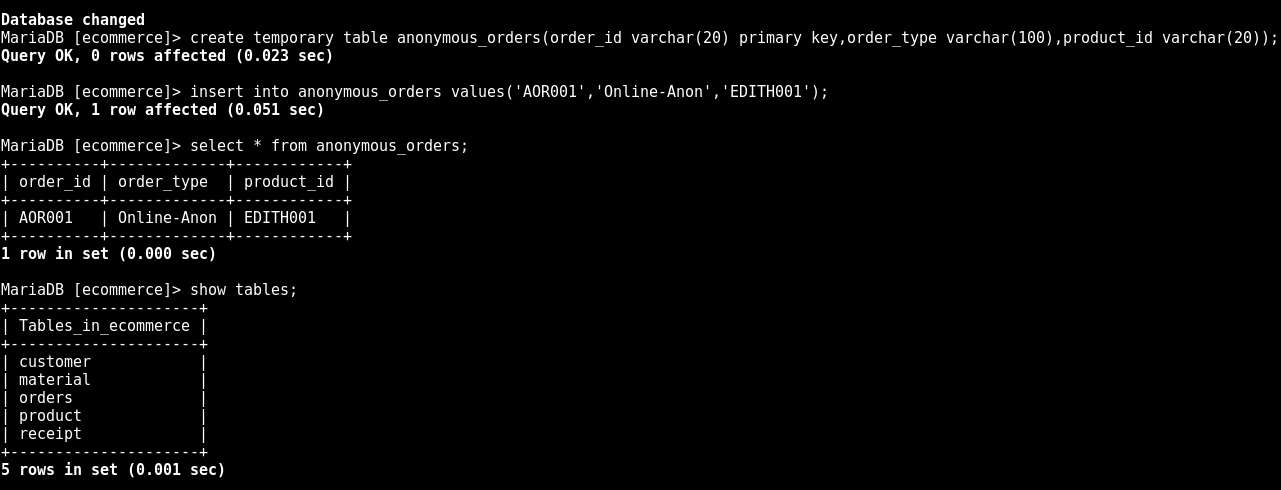 Database changed
MariaDB [ecommerce]> create temporary table anonymous_orders(order_id varchar(20) primary key,order_type varchar(100),product_id varchar(20));
Query OK, 0 rows affected (0.023 sec)
MariaDB [ecommerce]> insert into anonymous_orders values('AOR001','Online-Anon','EDITH001');
Query OK, 1 row affected (0.051 sec)
MariaDB [ecommerce]> select * from anonymous_orders;
+----------+-------------+------------+
| order_id | order_type  | product_id |
+----------+-------------+------------+
| AOR001   | Online-Anon | EDITH001   |
+----------+-------------+------------+
1 row in set (0.000 sec)
MariaDB [ecommerce]> show tables;
+---------------------+
| Tables_in_ecommerce |
+---------------------+
| customer            |
| material            |
| orders              |
| product             |
| receipt             |
+---------------------+
5 rows in set (0.001 sec)